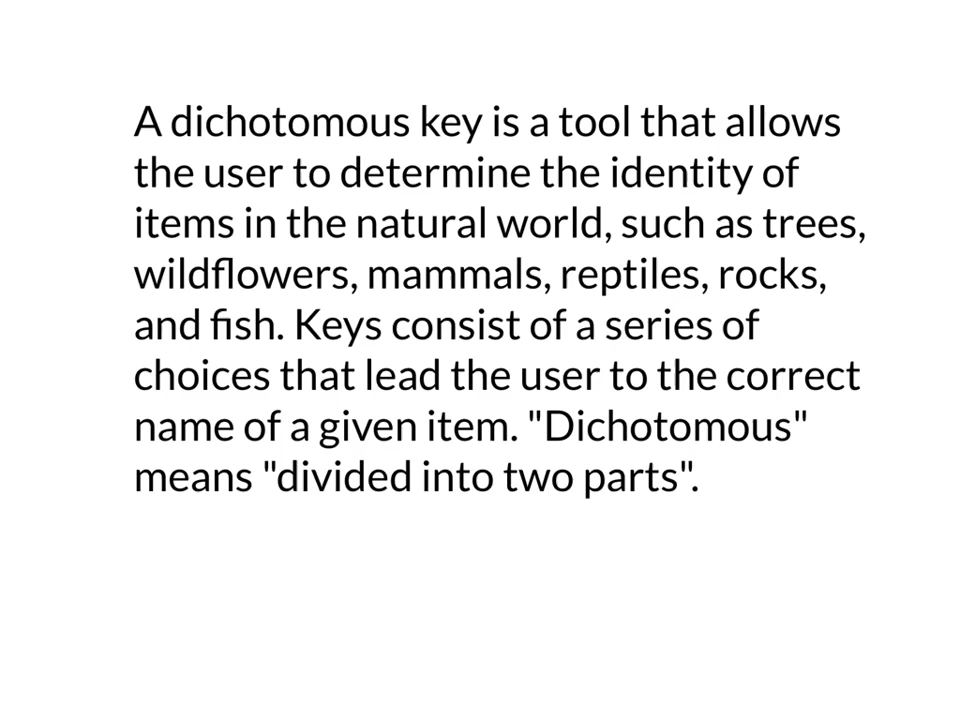 A dichotomous key is a tool that allows
the user to determine the identity of
items in the natural world, such as trees,
wildflowers, mammals, reptiles, rocks,
and fish. Keys consist of a series of
choices that lead the user to the correct
name of a given item. "Dichotomous"
means "divided into two parts".